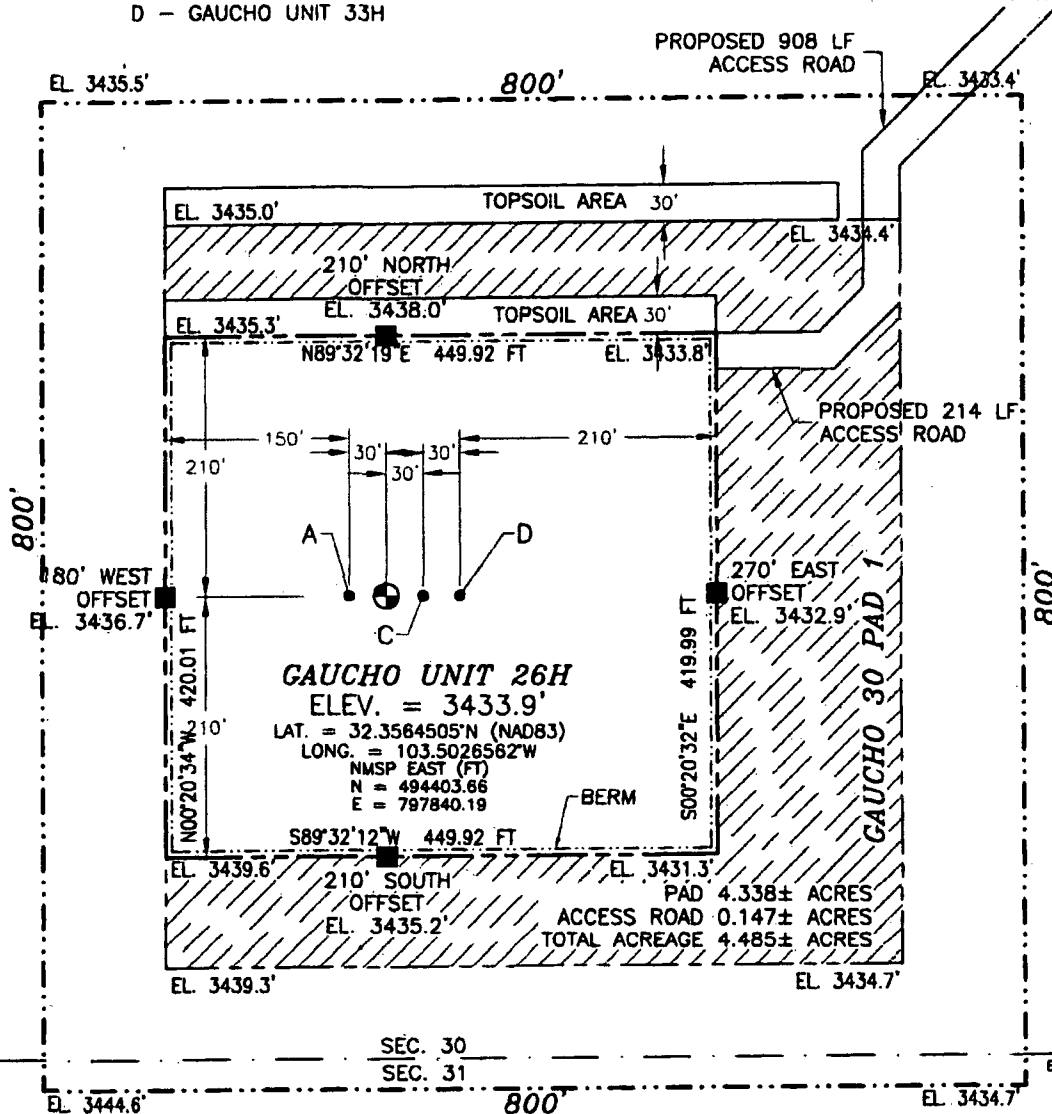 D – GAUCHO UNIT 33H
PROPOSED 908 LF
ACCESS ROAD
EL. 3435.5'
800'
EL. 3433.4'
TOPSOIL AREA 30'
EL. 3435.0'
EL. 3434.4'
210' NORTH
OFFSET
EL. 3438.0'
TOPSOIL AREA 30'
EL. 3435.3'
N89°32'19"E 449.92 FT
EL. 3433.8'
PROPOSED 214 LF
ACCESS ROAD
150'
30'
30'
210'
210'
30'
A
D
800'
180' WEST
OFFSET
EL. 3436.7'
270' EAST
OFFSET
EL. 3432.9'
800'
C
GAUCHO UNIT 26H
ELEV. = 3433.9'
LAT. = 32.3564505°N (NAD83)
LONG. = 103.5026562°W
NMSP EAST (FT)
N = 494403.66
E = 797840.19
N00°20'34"W 420.01 FT
210'
S00°20'32"E 419.99 FT
GAUCHO 30 PAD 1
BERM
S89°32'12"W 449.92 FT
EL. 3439.6'
EL. 3431.3'
210' SOUTH
OFFSET
EL. 3435.2'
PAD 4.338± ACRES
ACCESS ROAD 0.147± ACRES
TOTAL ACREAGE 4.485± ACRES
EL. 3439.3'
EL. 3434.7'
SEC. 30
SEC. 31
EL. 3444.6'
800'
EL. 3434.7'